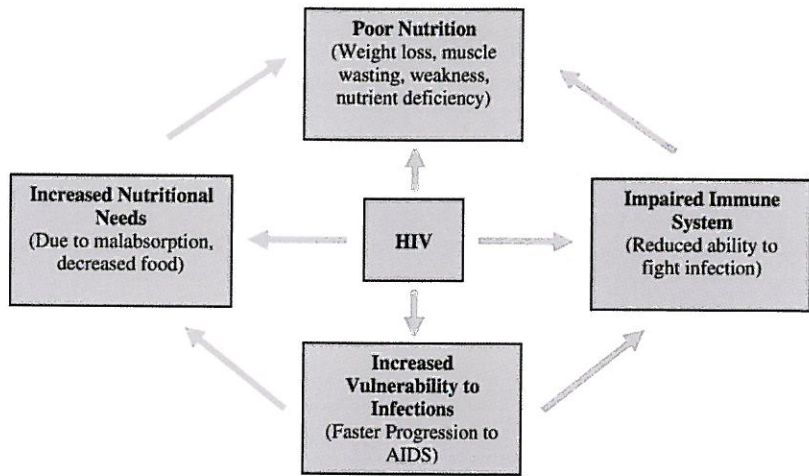 Poor Nutrition
(Weight loss, muscle
wasting, weakness,
nutrient deficiency)
Increased Nutritional
Needs
(Due to malabsorption,
decreased food)
HIV
Impaired Immune
System
(Reduced ability to
fight infection)
Increased
Vulnerability to
Infections
(Faster Progression to
AIDS)